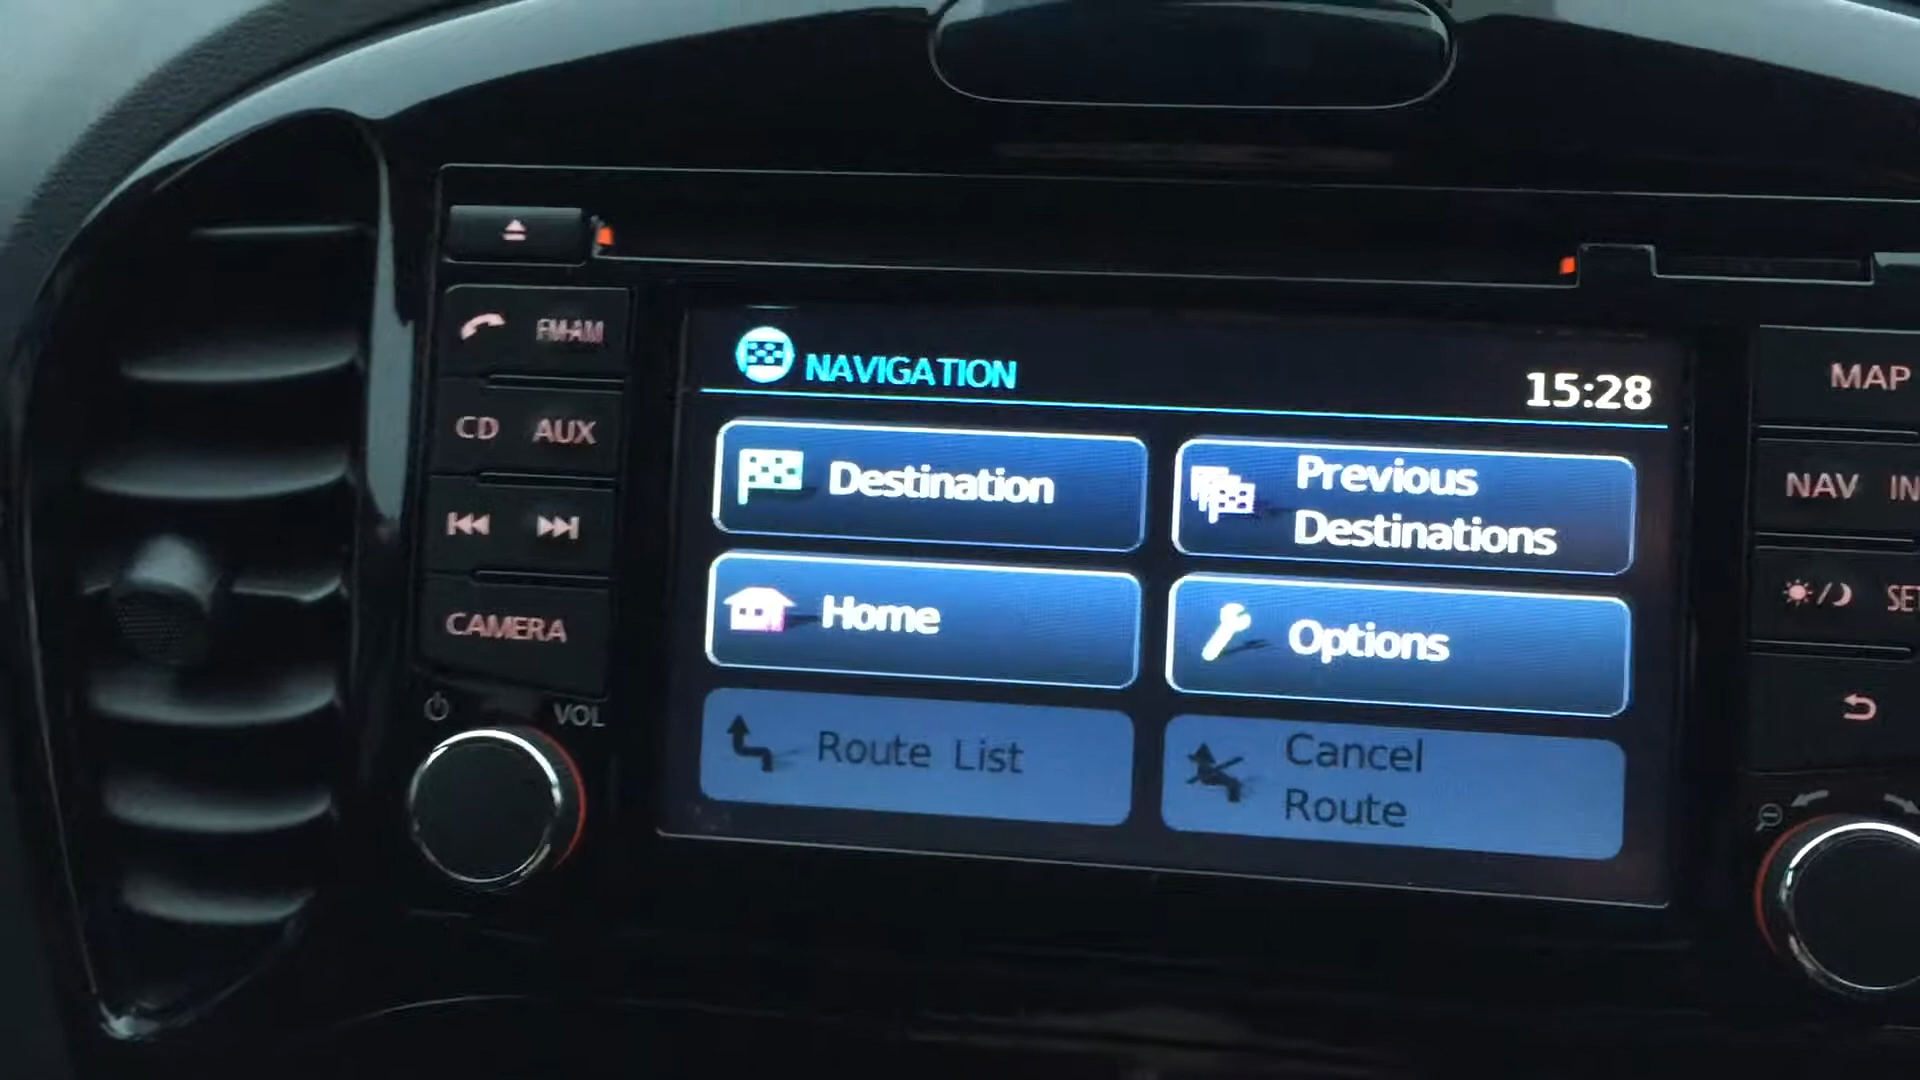 FM·AM
CD AUX
CAMERA
VOL
NAVIGATION
15:28
Destination
Previous
Destinations
Home
Options
Route List
Cancel
Route
MAP
NAV IN
SET